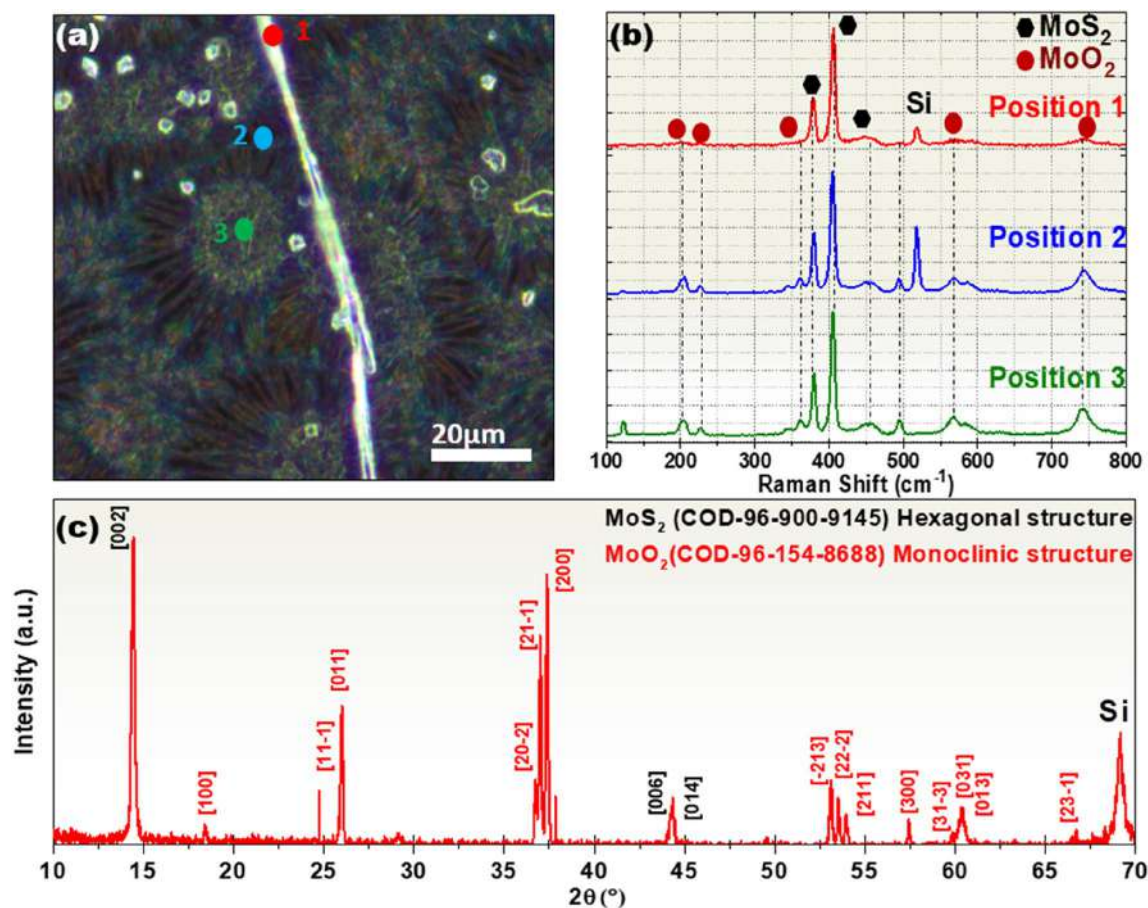 (a)
1
2
3
20μm
(b)
MoS₂
MoO₂
Si
Position 1
Position 2
Position 3
100 200 300 400 500 600 700 800
Raman Shift (cm⁻¹)
(c)
MoS₂ (COD-96-900-9145) Hexagonal structure
MoO₂(COD-96-154-8688) Monoclinic structure
Intensity (a.u.)
[002]
[100]
[11-1]
[011]
[20-2]
[21-1]
[200]
[006]
[014]
[-213]
[22-2]
[211]
[300]
[31-3]
[031]
[013]
[23-1]
Si
10 15 20 25 30 35 40 45 50 55 60 65 70
2θ (°)